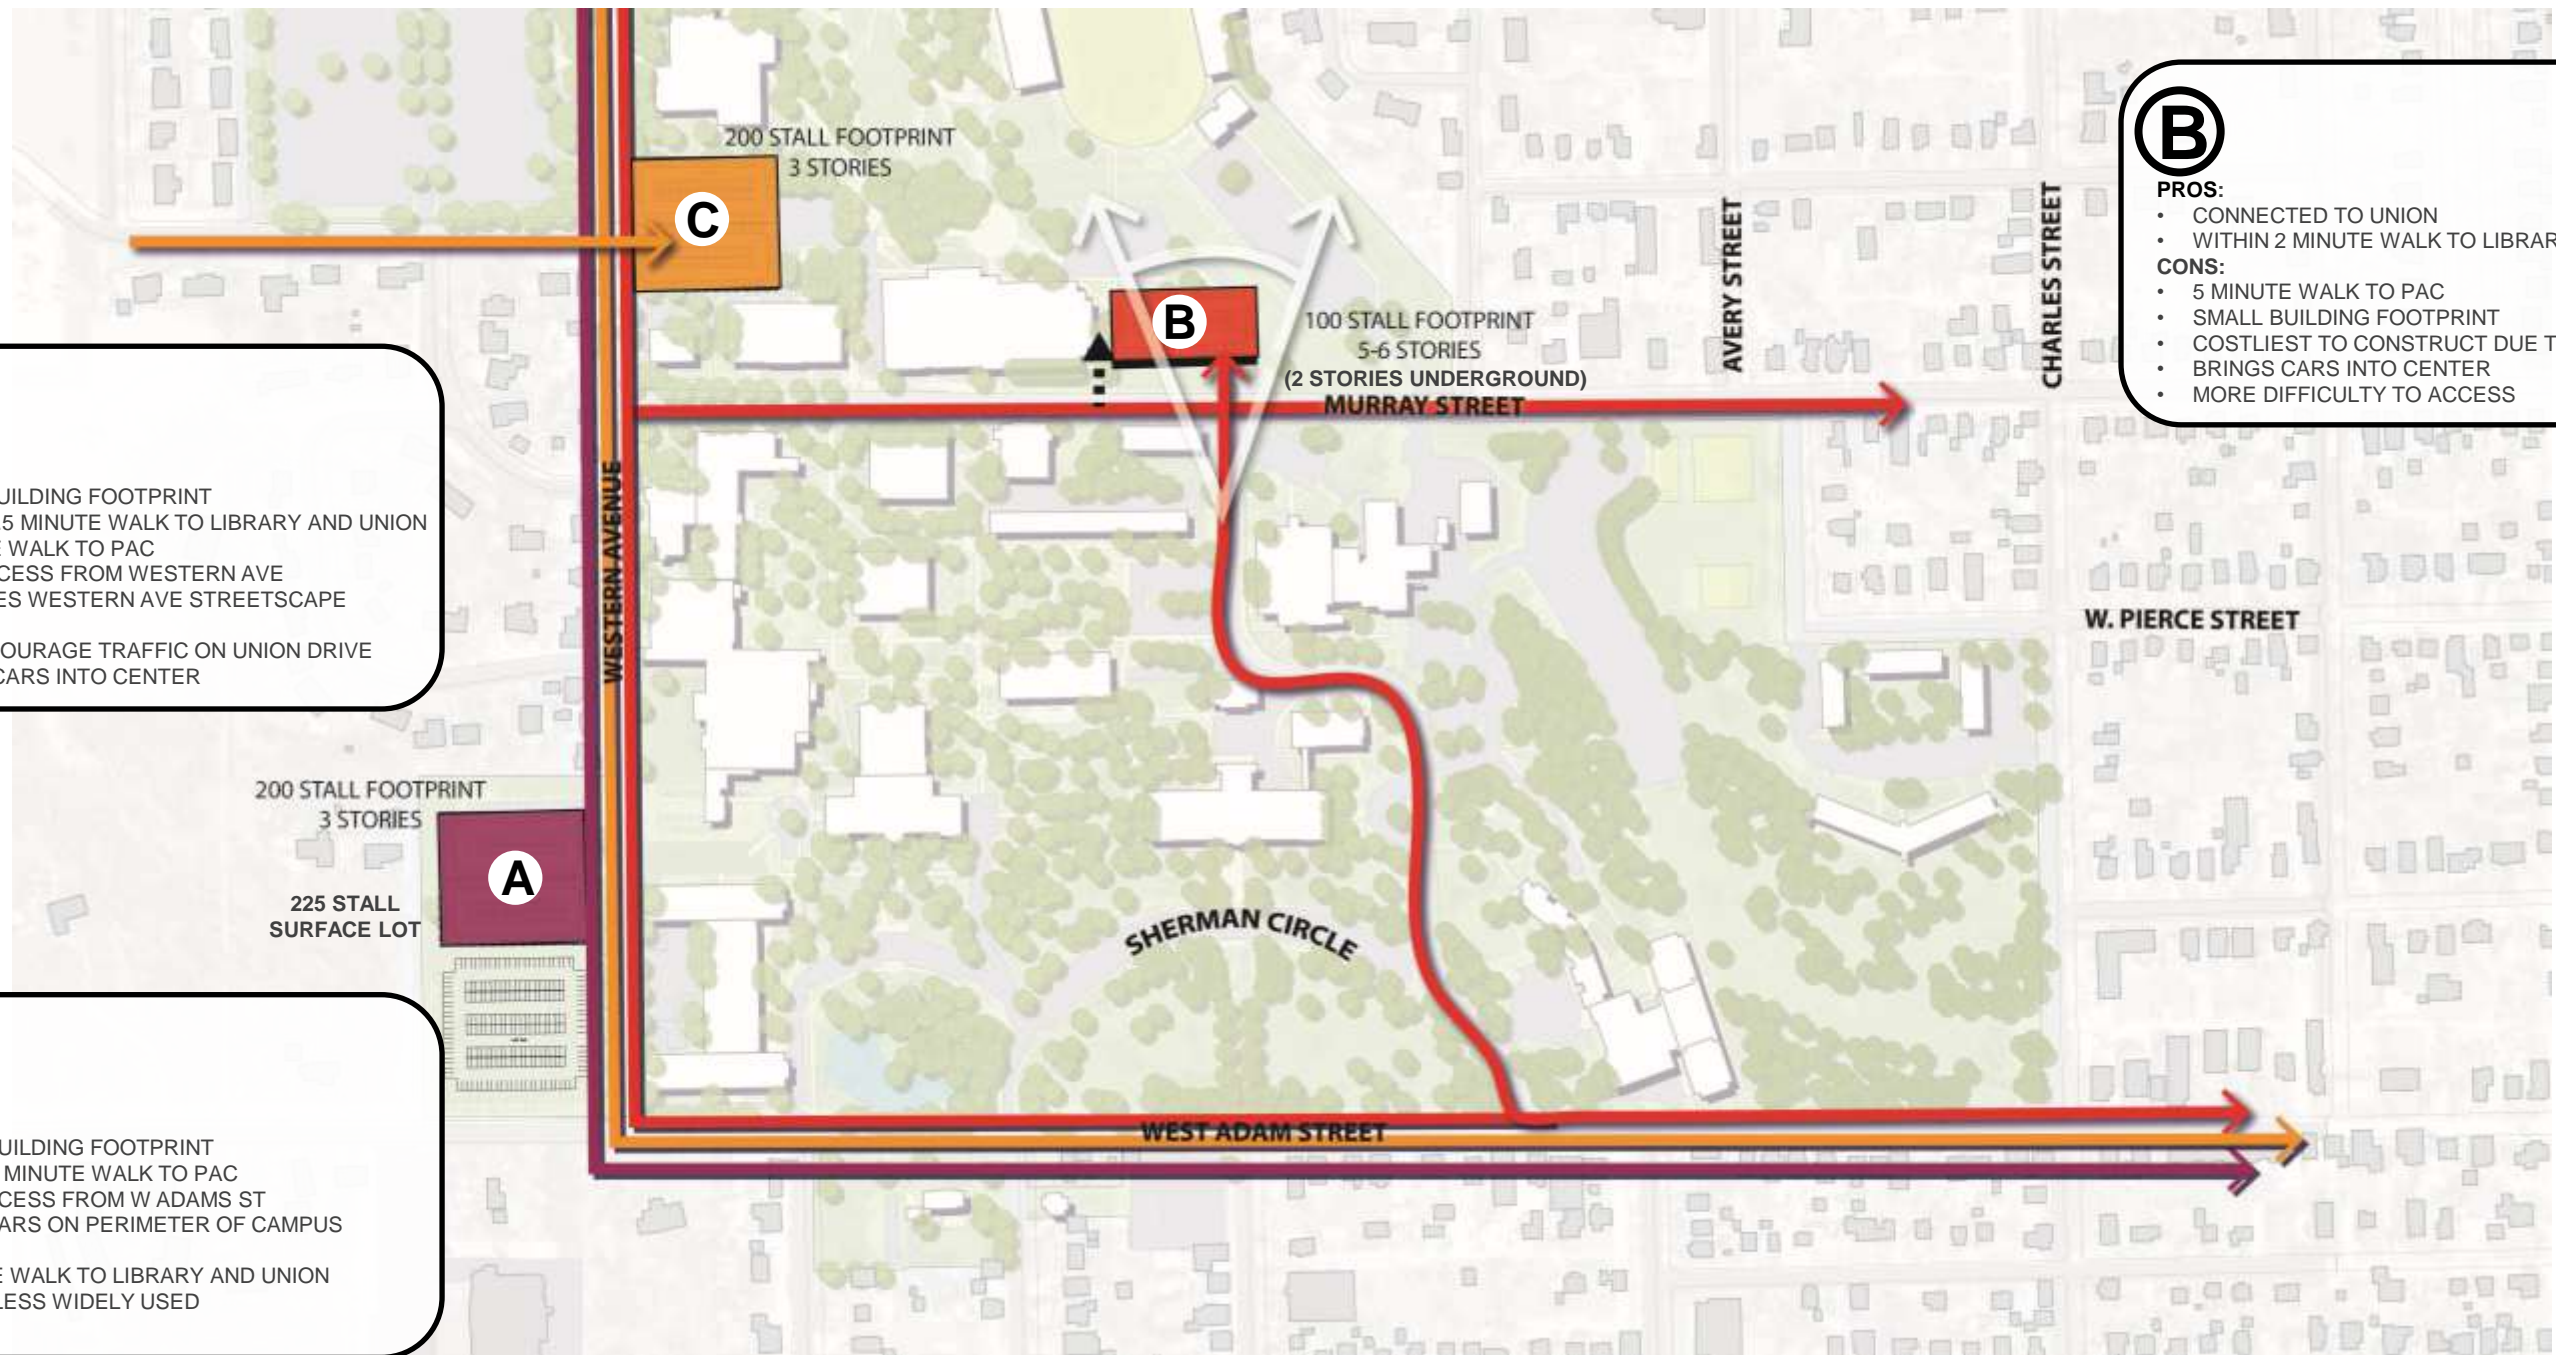 200 STALL FOOTPRINT
3 STORIES
C
B
PROS:
• CONNECTED TO UNION
• WITHIN 2 MINUTE WALK TO LIBRAR
CONS:
• 5 MINUTE WALK TO PAC
• SMALL BUILDING FOOTPRINT
• COSTLIEST TO CONSTRUCT DUE T
• BRINGS CARS INTO CENTER
• MORE DIFFICULTY TO ACCESS
AVERY STREET
CHARLES STREET
B
100 STALL FOOTPRINT
5-6 STORIES
(2 STORIES UNDERGROUND)
MURRAY STREET
UILDING FOOTPRINT
5 MINUTE WALK TO LIBRARY AND UNION
E WALK TO PAC
CESS FROM WESTERN AVE
ES WESTERN AVE STREETSCAPE
OURAGE TRAFFIC ON UNION DRIVE
CARS INTO CENTER
WESTERN AVENUE
W. PIERCE STREET
200 STALL FOOTPRINT
3 STORIES
A
225 STALL
SURFACE LOT
SHERMAN CIRCLE
WEST ADAM STREET
UILDING FOOTPRINT
MINUTE WALK TO PAC
CESS FROM W ADAMS ST
ARS ON PERIMETER OF CAMPUS
E WALK TO LIBRARY AND UNION
LESS WIDELY USED